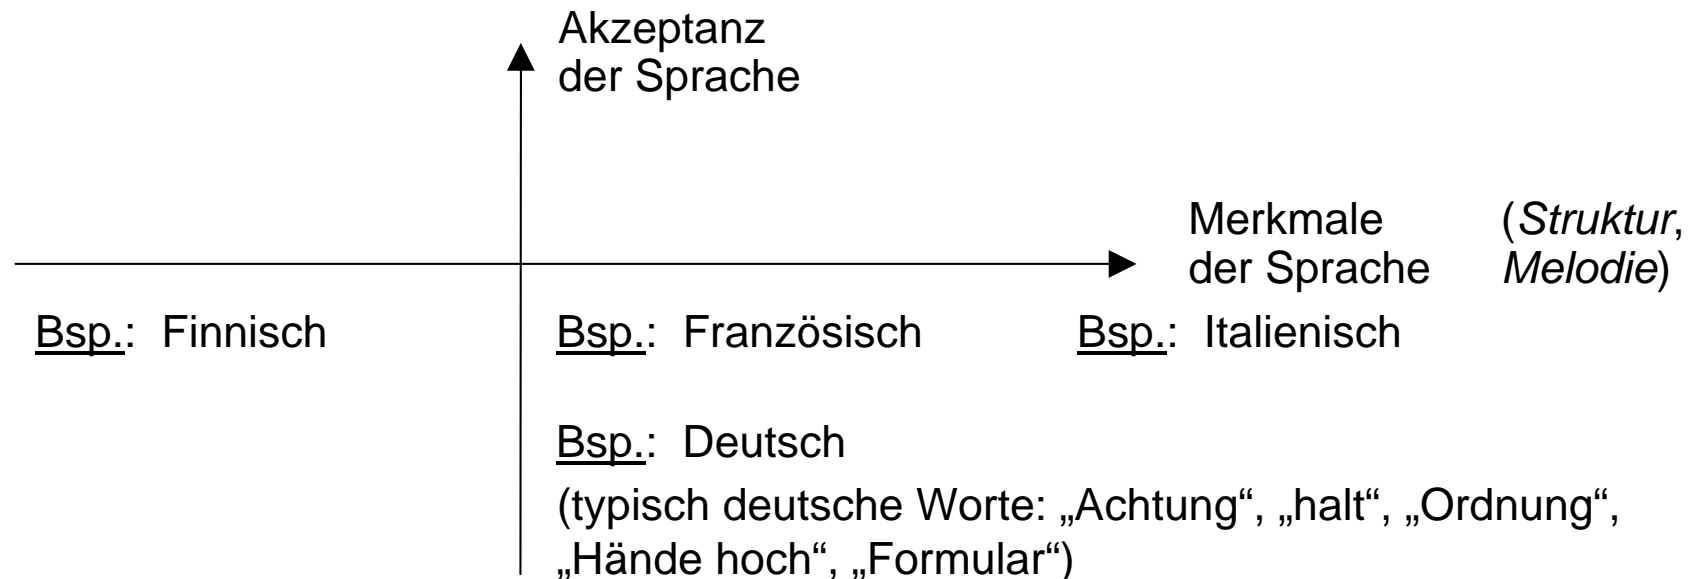 Akzeptanz
der Sprache
Merkmale (Struktur,
der Sprache Melodie)
Bsp.: Finnisch Bsp.: Französisch Bsp.: Italienisch
Bsp.: Deutsch
(typisch deutsche Worte: „Achtung“, „halt“, „Ordnung“,
„Hände hoch“, „Formular“)